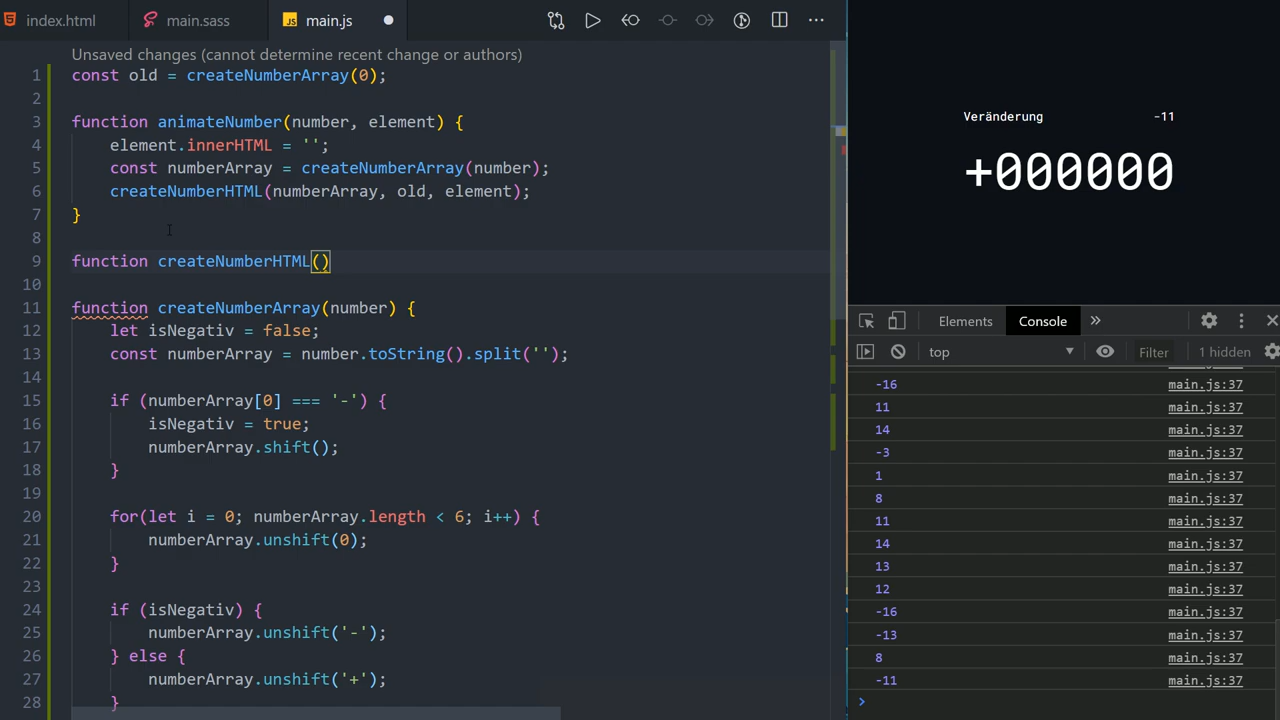 index.html main.sass JS main.js
Unsaved changes (cannot determine recent change or authors)
1 const old = createNumberArray(0);
2
3 function animateNumber(number, element) {
4 element.innerHTML = '';
5 const numberArray = createNumberArray(number);
6 createNumberHTML(numberArray, old, element);
7 }
8
9 function createNumberHTML()
10
11 function createNumberArray(number) {
12 let isNegativ = false;
13 const numberArray = number.toString().split('');
14
15 if (numberArray[0] === '-') {
16 isNegativ = true;
17 numberArray.shift();
18 }
19
20 for(let i = 0; numberArray.length < 6; i++) {
21 numberArray.unshift(0);
22 }
23
24 if (isNegativ) {
25 numberArray.unshift('-');
26 } else {
27 numberArray.unshift('+');
28 }
Veränderung -11
+000000
Elements Console »
top Filter 1 hidden
-16 main.js:37
11 main.js:37
14 main.js:37
-3 main.js:37
1 main.js:37
8 main.js:37
11 main.js:37
14 main.js:37
13 main.js:37
12 main.js:37
-16 main.js:37
-13 main.js:37
8 main.js:37
-11 main.js:37
>